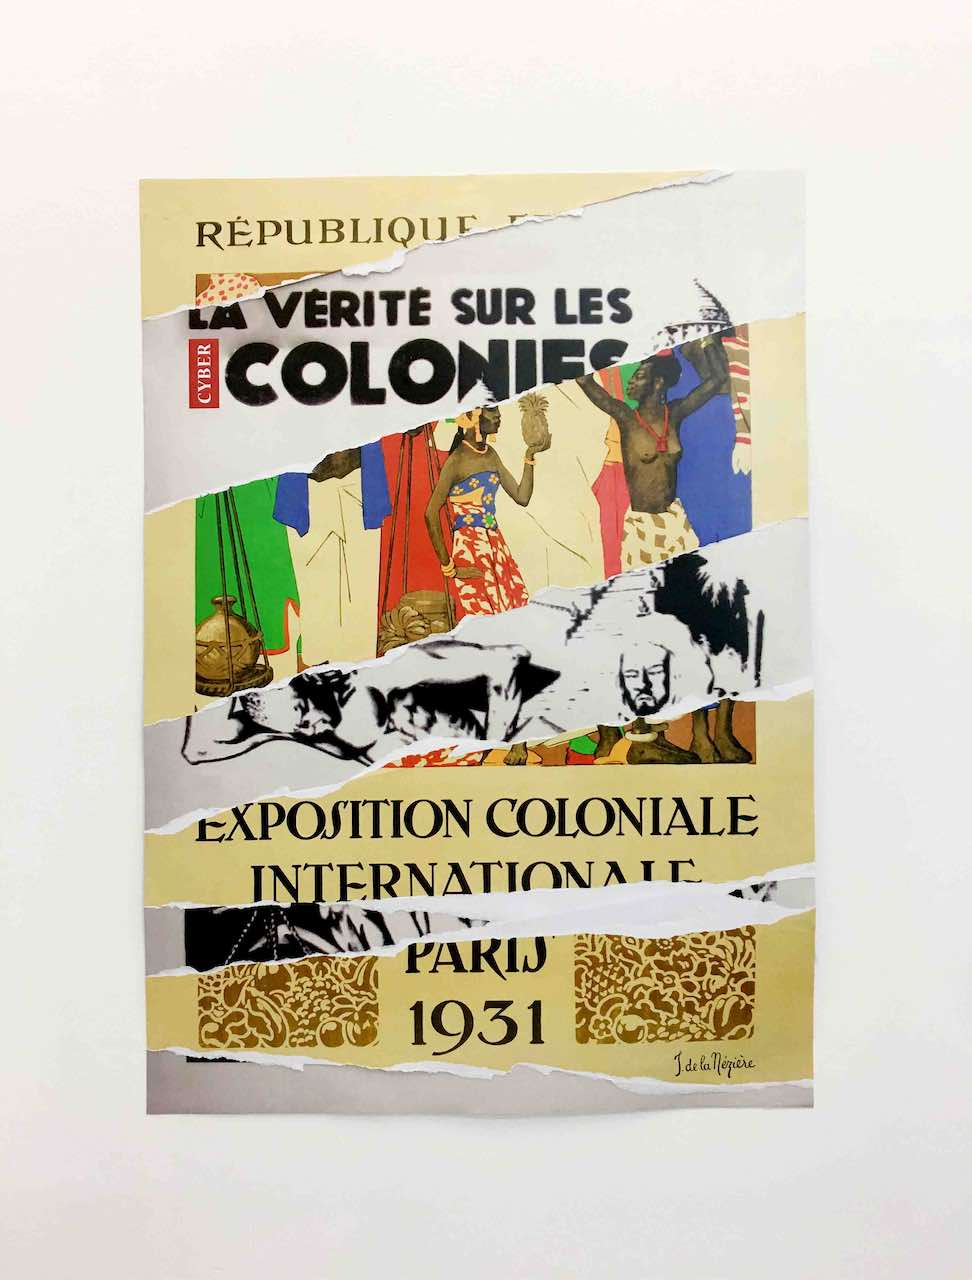 RÉPUBLIQUE
LA VÉRITÉ SUR LES
CYBER
COLONIES
EXPOSITION COLONIALE
INTERNATIONALE
PARIS
1931
J. de la Nézière